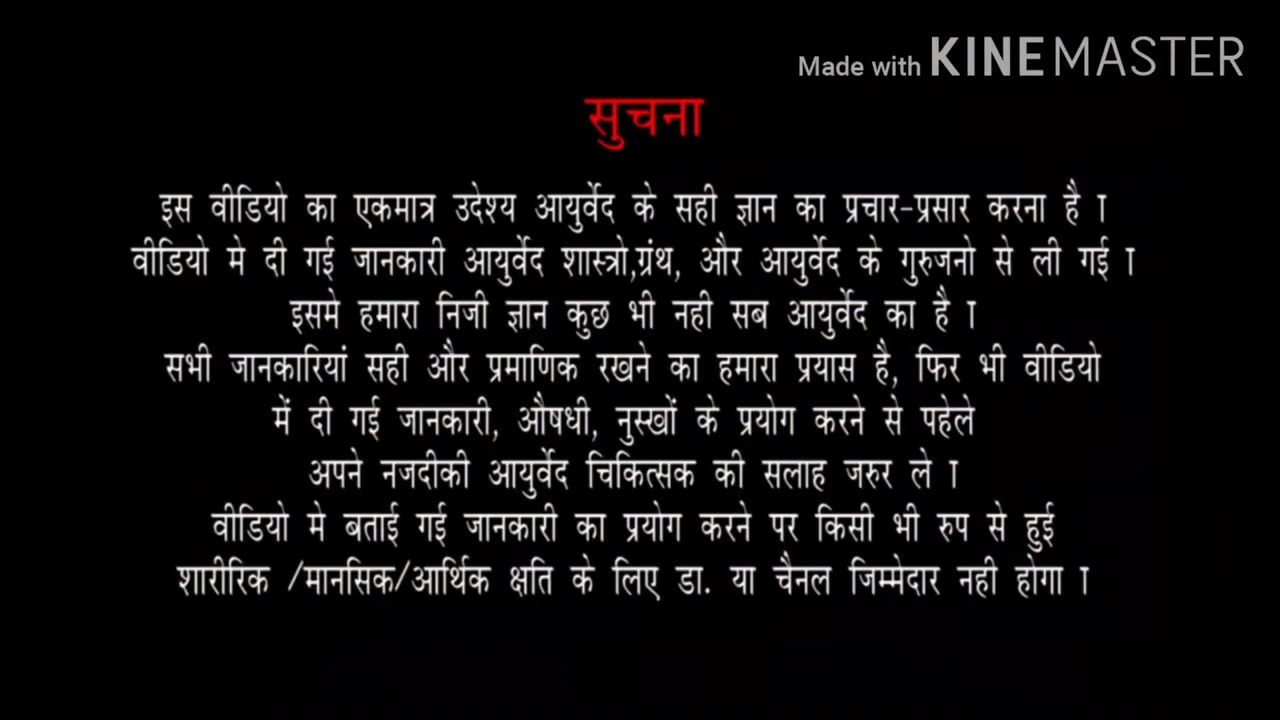 Made with KINEMASTER
सुचना
इस वीडियो का एकमात्र उदेश्य आयुर्वेद के सही ज्ञान का प्रचार-प्रसार करना है ।
वीडियो मे दी गई जानकारी आयुर्वेद शास्त्रो,ग्रंथ, और आयुर्वेद के गुरुजनो से ली गई ।
इसमे हमारा निजी ज्ञान कुछ भी नही सब आयुर्वेद का है ।
सभी जानकारियां सही और प्रमाणिक रखने का हमारा प्रयास है, फिर भी वीडियो
में दी गई जानकारी, औषधी, नुस्खों के प्रयोग करने से पहेले
अपने नजदीकी आयुर्वेद चिकित्सक की सलाह जरुर ले ।
वीडियो मे बताई गई जानकारी का प्रयोग करने पर किसी भी रुप से हुई
शारीरिक /मानसिक/आर्थिक क्षति के लिए डा. या चैनल जिम्मेदार नही होगा ।